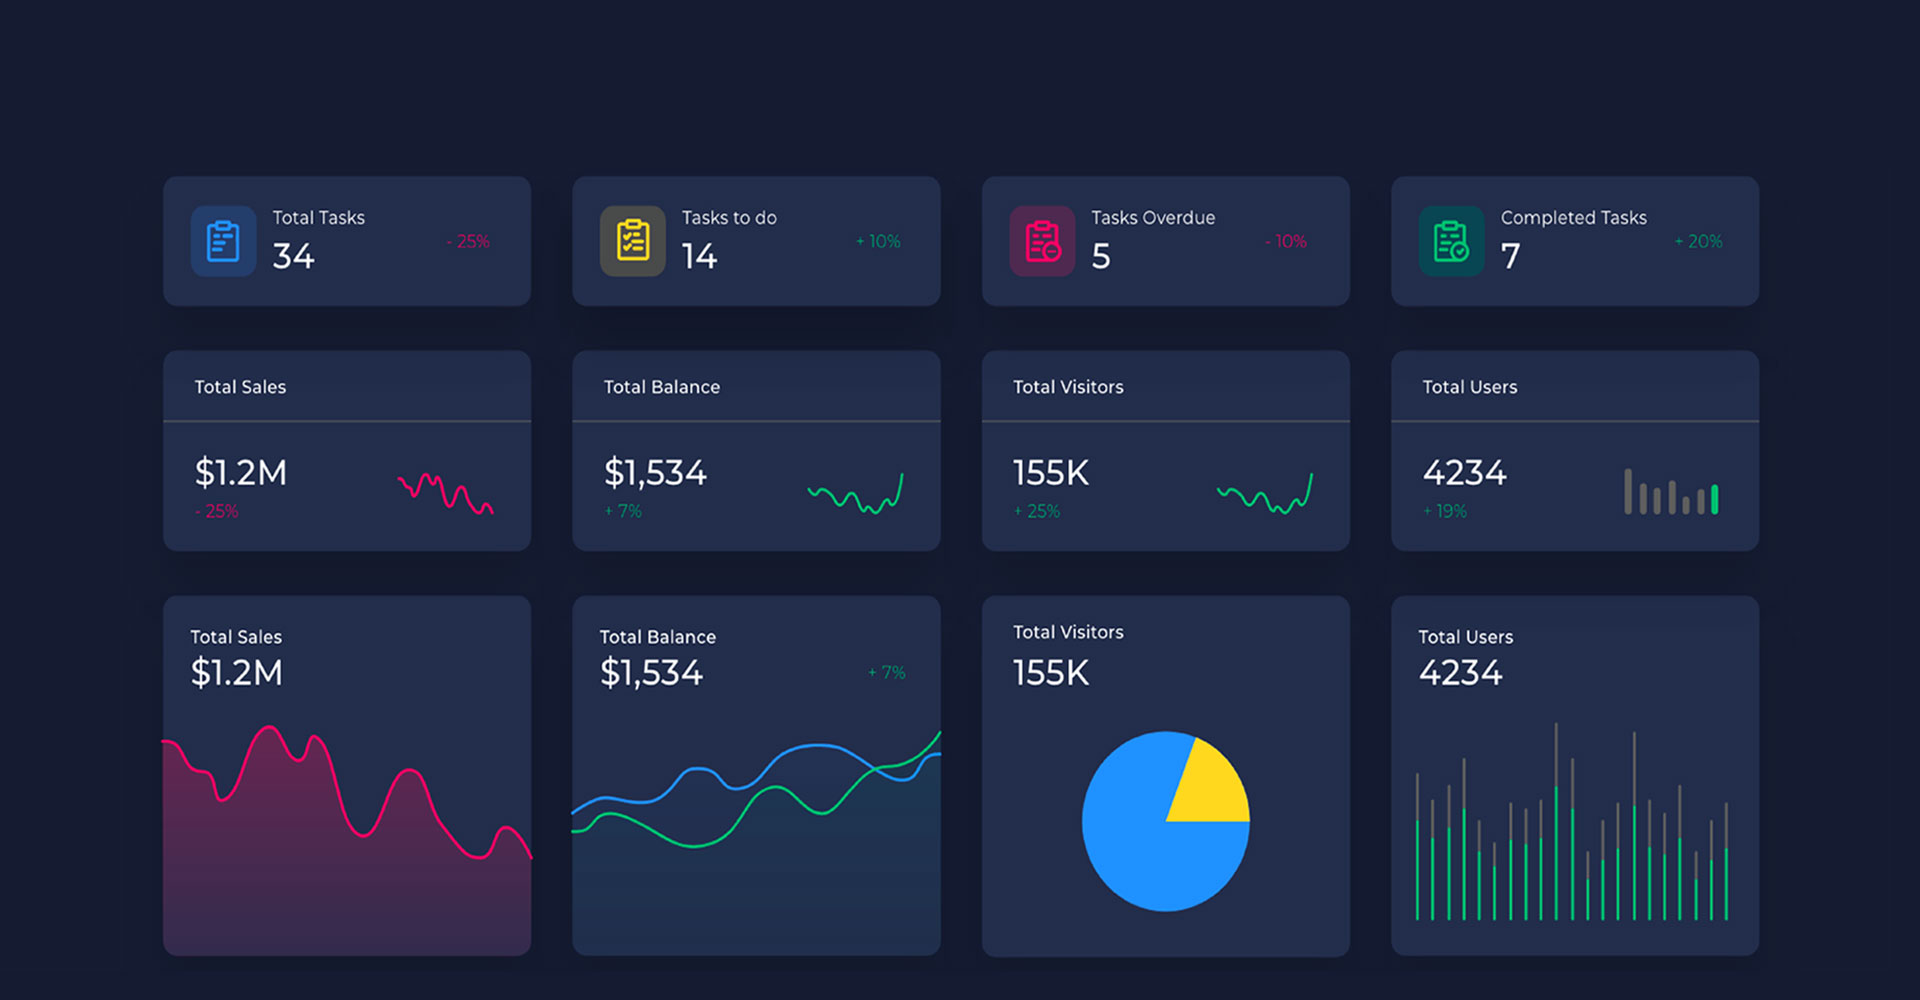 Total Tasks
34
- 25%
Tasks to do
14
+ 10%
Tasks Overdue
5
- 10%
Completed Tasks
7
+ 20%
Total Sales
$1.2M
- 25%
Total Balance
$1,534
+ 7%
Total Visitors
155K
+ 25%
Total Users
4234
+ 19%
Total Sales
$1.2M
Total Balance
$1,534
+ 7%
Total Visitors
155K
Total Users
4234